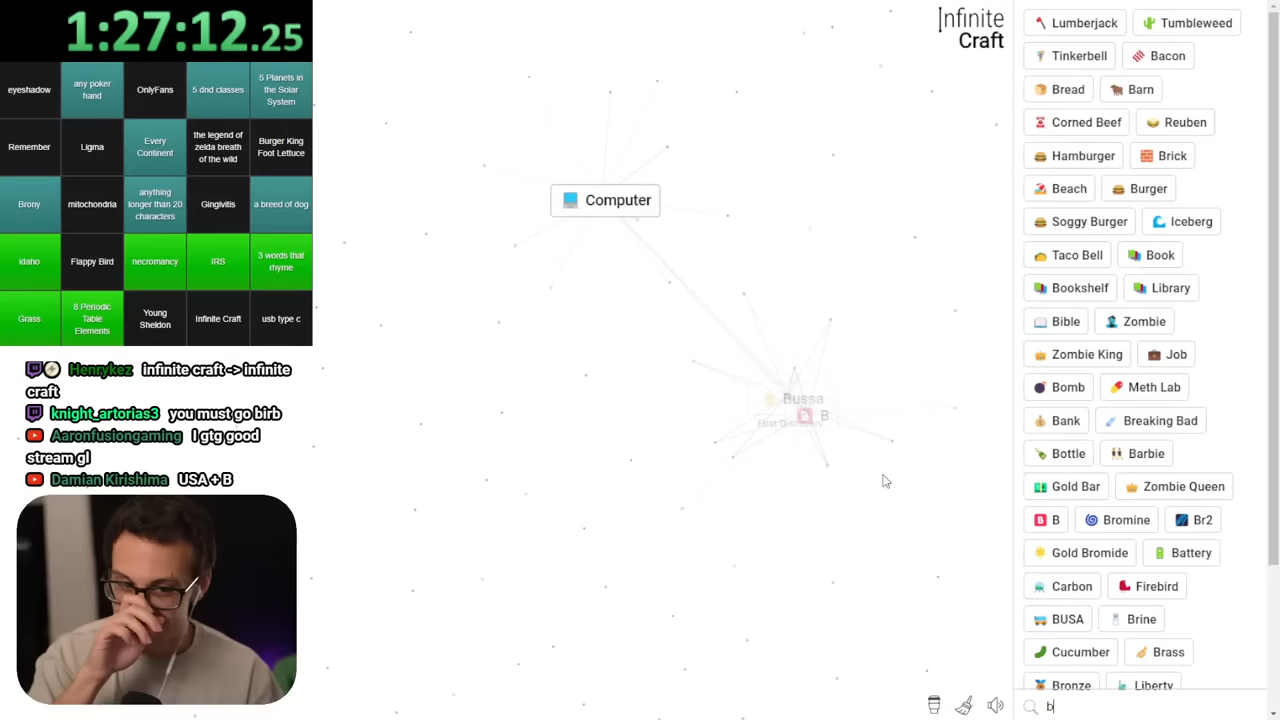 1:27:12.25
eyeshadow
any poker
hand
OnlyFans
5 dnd classes
5 Planets in
the Solar
System
Remember
Ligma
Every
Continent
the legend of
zelda breath
of the wild
Burger King
Foot Lettuce
Brony
mitochondria
anything
longer than 20
characters
Gingivitis
a breed of dog
idaho
Flappy Bird
necromancy
IRS
3 words that
rhyme
Grass
8 Periodic
Table
Elements
Young
Sheldon
Infinite Craft
usb type c
Henrykez infinite craft -> infinite
craft
knight_artorias3 you must go birb
Aaronfusiongaming I gtg good
stream gl
Damian Kirishima USA + B
Infinite
Craft
Computer
Bussa
B
First Discovery
Lumberjack Tumbleweed
Tinkerbell Bacon
Bread Barn
Corned Beef Reuben
Hamburger Brick
Beach Burger
Soggy Burger Iceberg
Taco Bell Book
Bookshelf Library
Bible Zombie
Zombie King Job
Bomb Meth Lab
Bank Breaking Bad
Bottle Barbie
Gold Bar Zombie Queen
B Bromine Br2
Gold Bromide Battery
Carbon Firebird
BUSA Brine
Cucumber Brass
Bronze Liberty
b